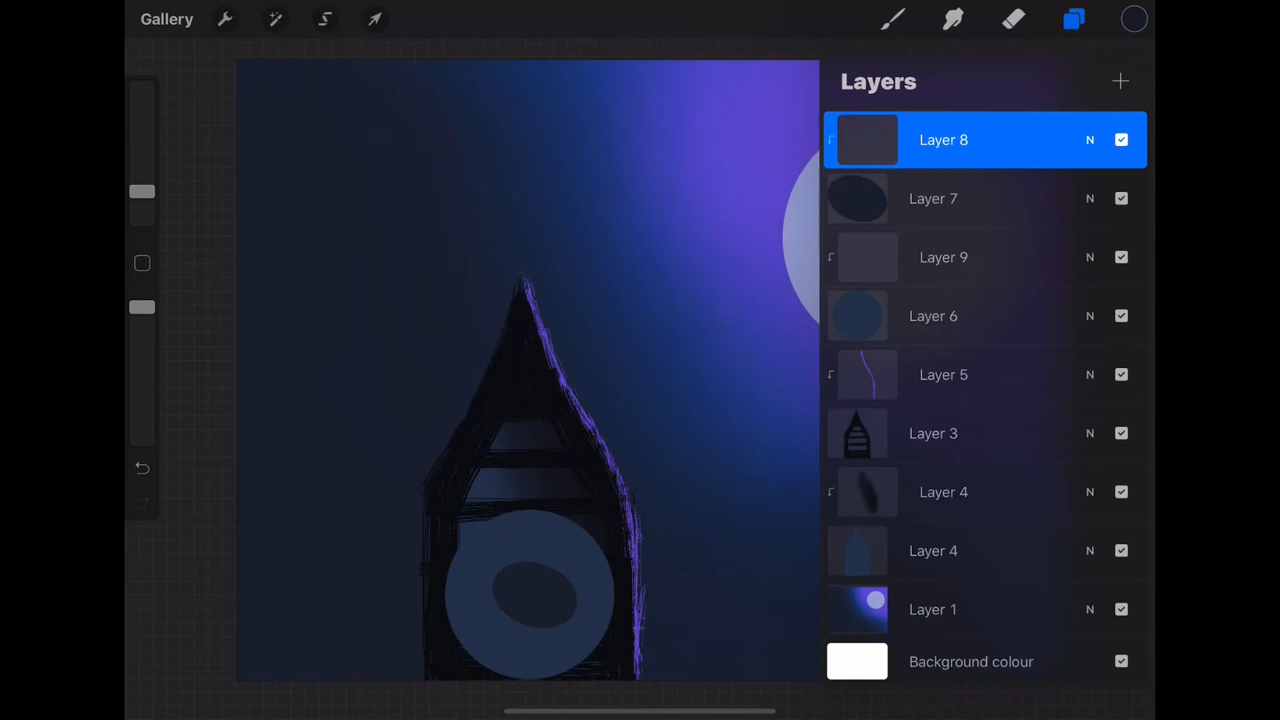 Gallery
Layers
Layer 8 N
Layer 7 N
Layer 9 N
Layer 6 N
Layer 5 N
Layer 3 N
Layer 4 N
Layer 4 N
Layer 1 N
Background colour